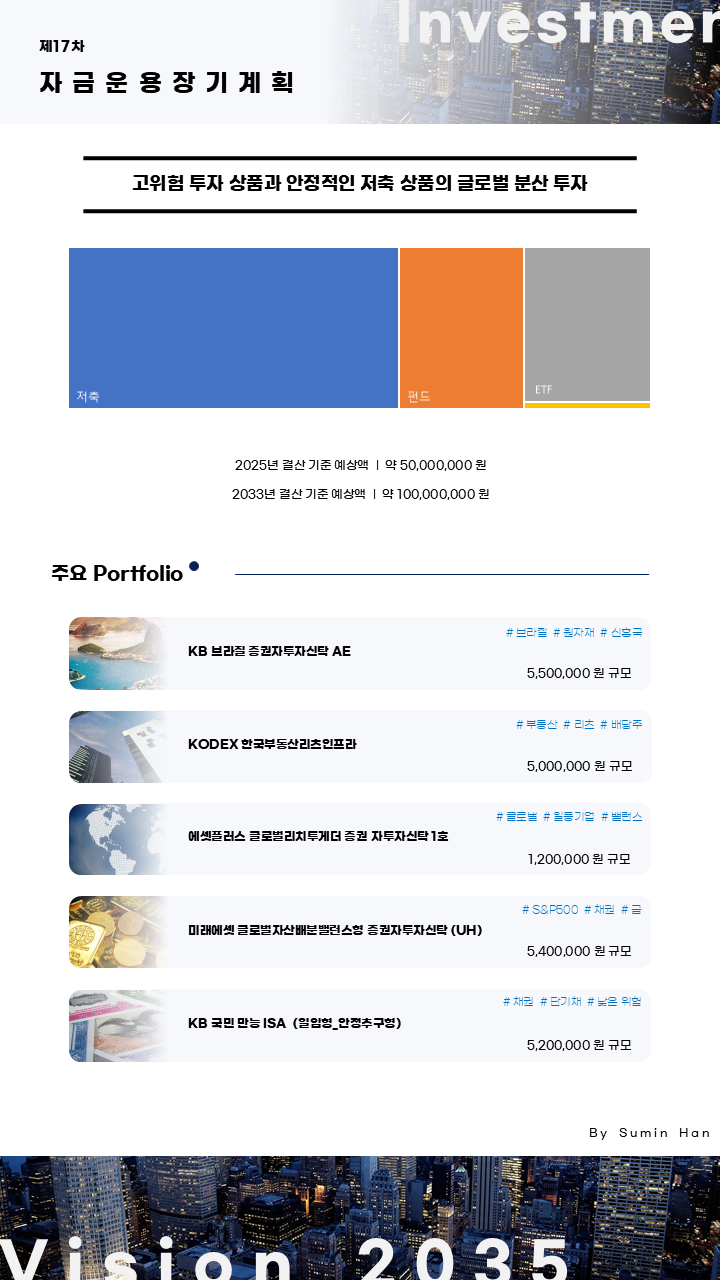 Investmen
제17차
자금운용장기계획
고위험 투자 상품과 안정적인 저축 상품의 글로벌 분산 투자
저축
펀드
ETF
2025년 결산 기준 예상액 ㅣ 약 50,000,000 원
2033년 결산 기준 예상액 ㅣ 약 100,000,000 원
주요 Portfolio
# 브라질 # 원자재 # 신흥국
KB 브라질 증권자투자신탁 AE
5,500,000 원 규모
# 부동산 # 리츠 # 배당주
KODEX 한국부동산리츠인프라
5,000,000 원 규모
# 글로벌 # 일등기업 # 밸런스
에셋플러스 글로벌리치투게더 증권 자투자신탁 1호
1,200,000 원 규모
# S&P500 # 채권 # 금
미래에셋 글로벌자산배분밸런스형 증권자투자신탁 (UH)
5,400,000 원 규모
# 채권 # 단기채 # 낮은 위험
KB 국민 만능 ISA (일임형_안정추구형)
5,200,000 원 규모
By Sumin Han
Vision 2035